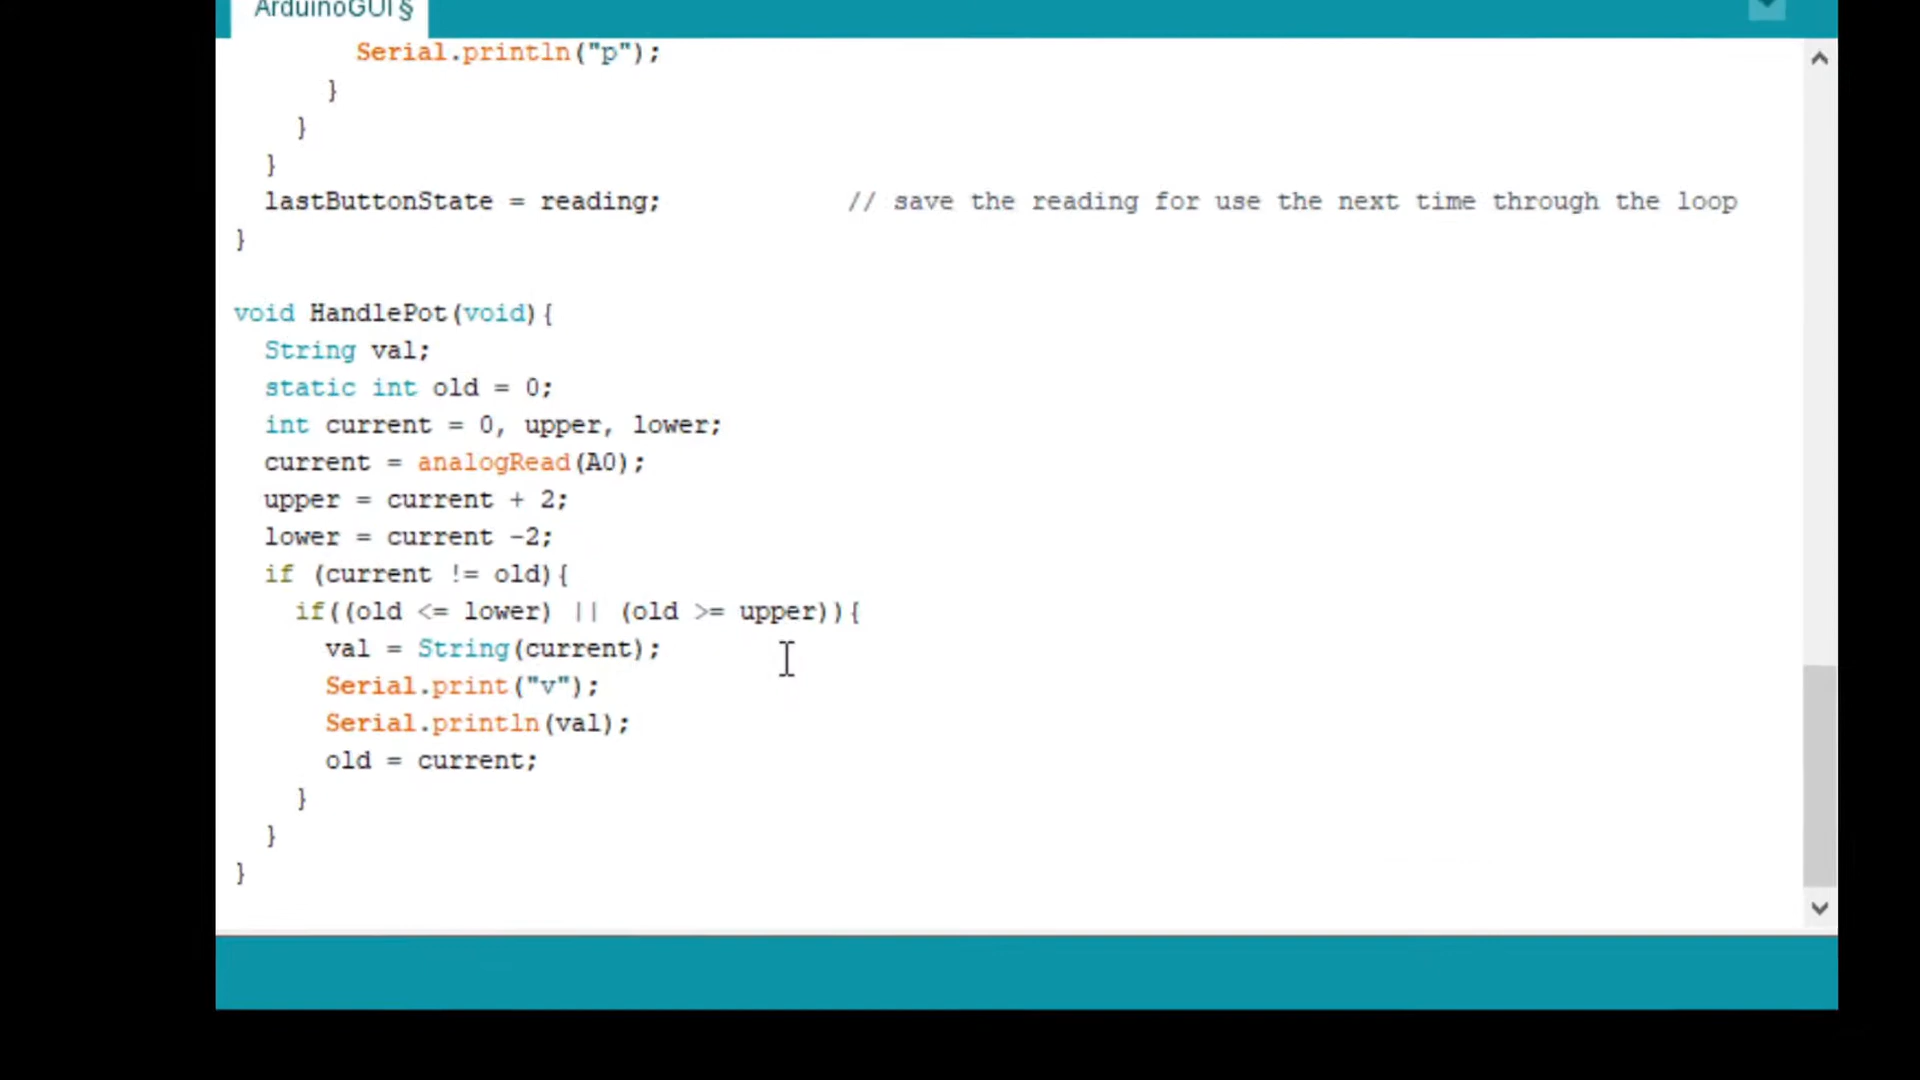 ArduinoGUI §
Serial.println("p");
}
}
}
lastButtonState = reading; // save the reading for use the next time through the loop
}
void HandlePot(void){
String val;
static int old = 0;
int current = 0, upper, lower;
current = analogRead(A0);
upper = current + 2;
lower = current -2;
if (current != old){
if((old <= lower) || (old >= upper)){
val = String(current);
Serial.print("v");
Serial.println(val);
old = current;
}
}
}